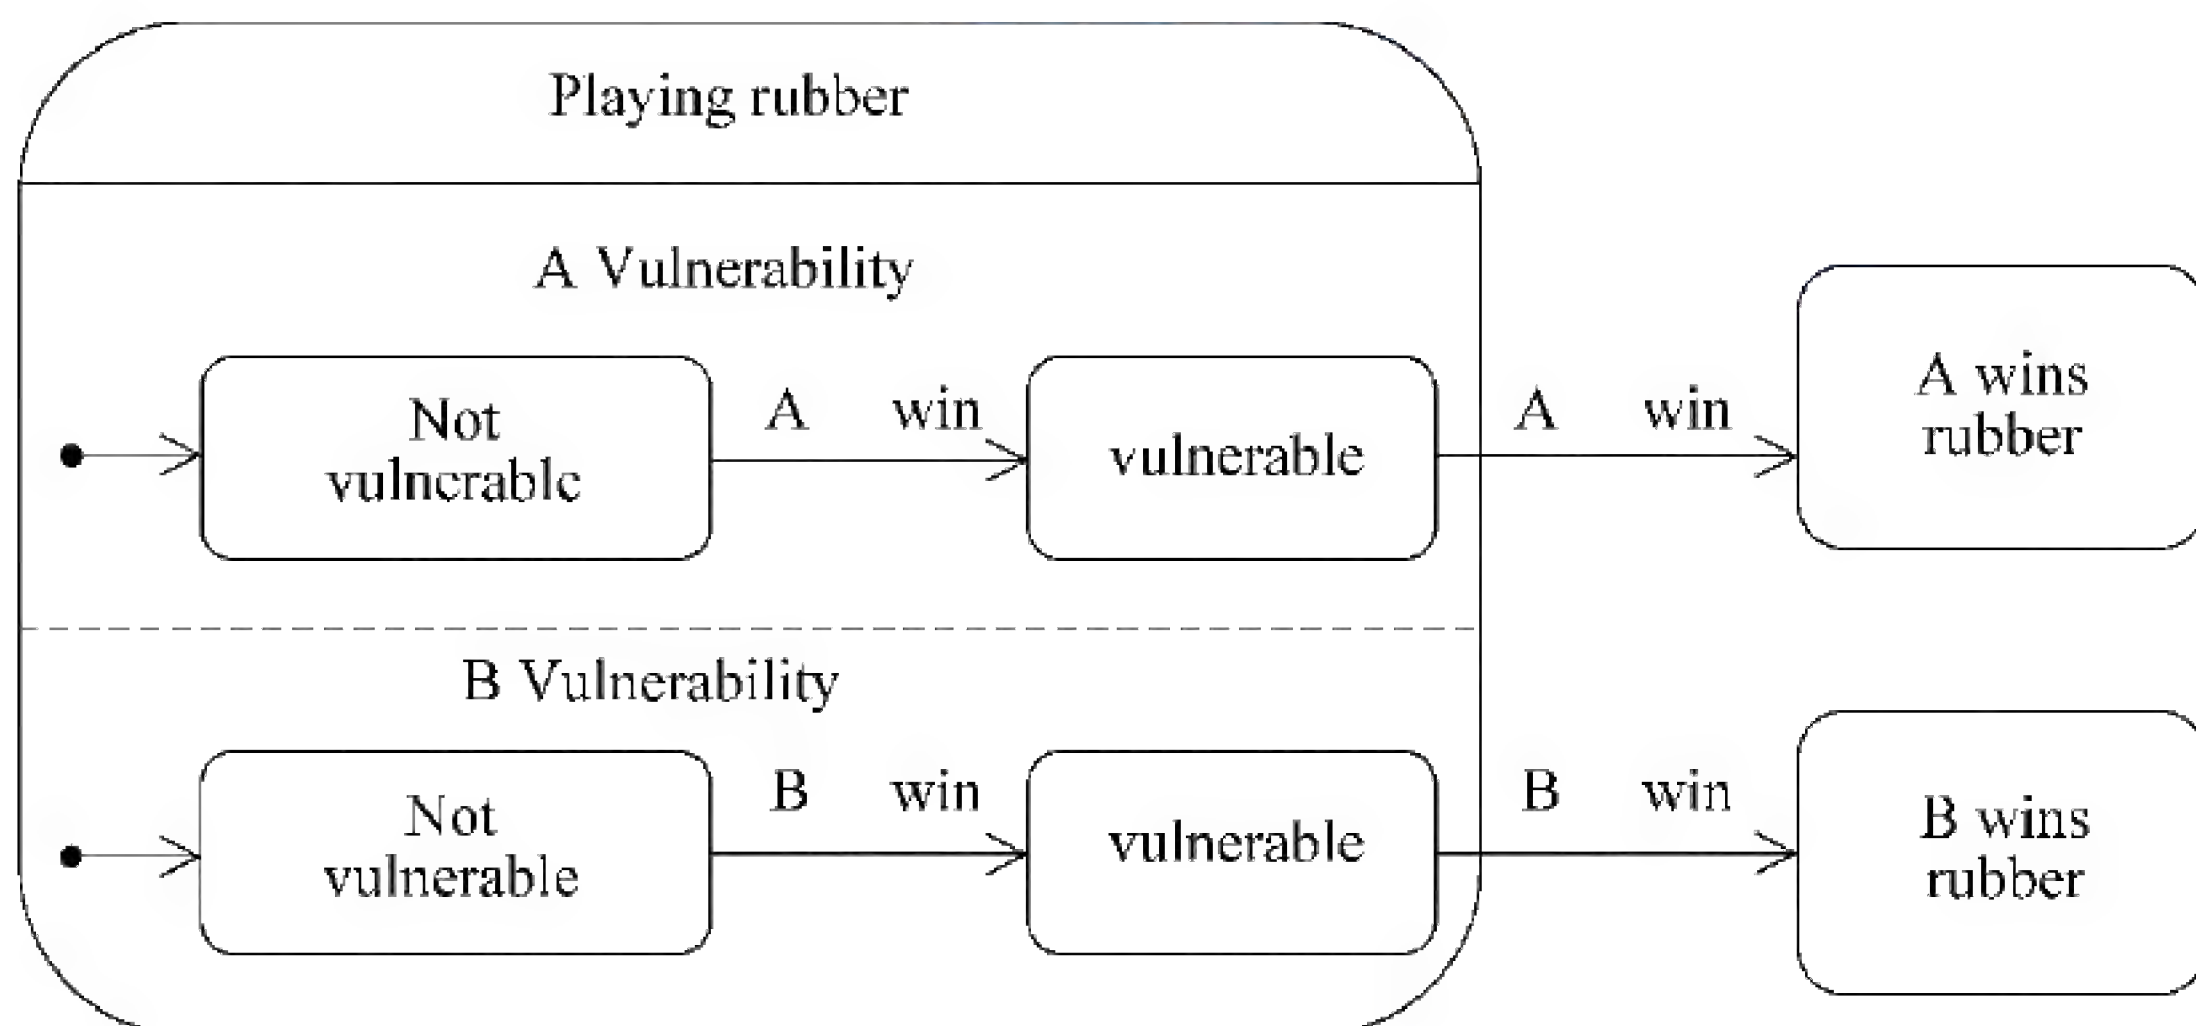 Playing rubber
A Vulnerability
Not
vulnerable
A win
vulnerable
A win
A wins
rubber
B Vulnerability
Not
vulnerable
B win
vulnerable
B win
B wins
rubber